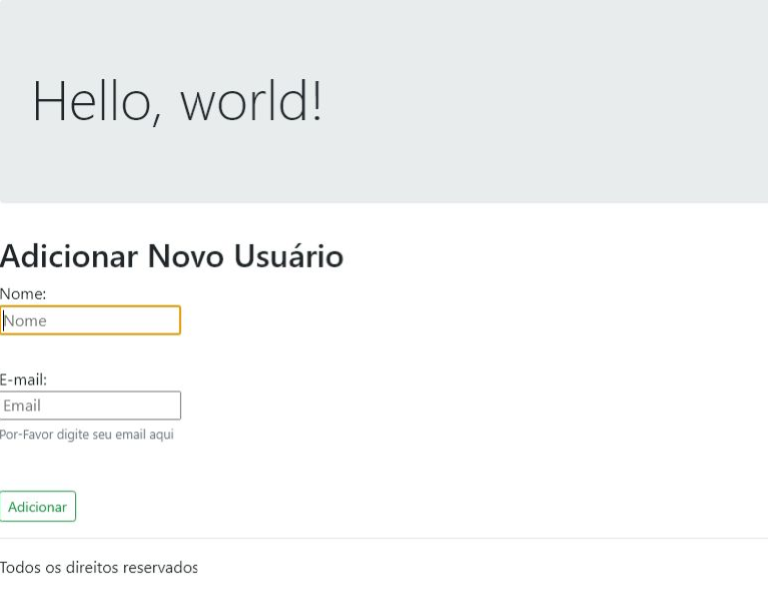 Hello, world!
Adicionar Novo Usuário
Nome:
Nome
E-mail:
Email
Por-Favor digite seu email aqui
Adicionar
Todos os direitos reservados